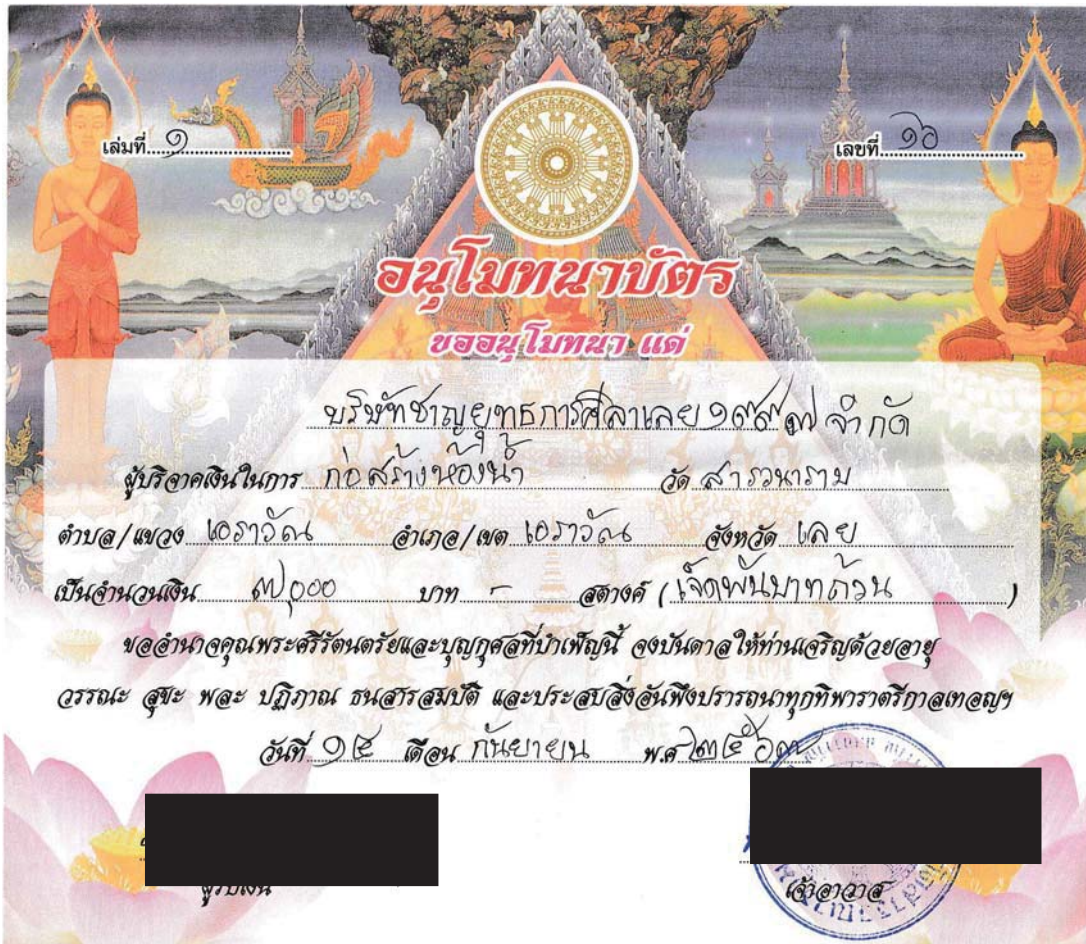 เล่มที่ ๑ เลขที่ ๑๖
อนุโมทนาบัตร
ขออนุโมทนา แด่
บริษัทชาญยุทธการศิลาเลย ๑๙๙๗ จำกัด
ผู้บริจาคเงินในการ ก่อสร้างห้องน้ำ วัด สารวนาราม
ตำบล/แขวง เอราวัณ อำเภอ/เขต เอราวัณ จังหวัด เลย
เป็นจำนวนเงิน ๗,๐๐๐ บาท - สตางค์ (เจ็ดพันบาทถ้วน)
ขออำนาจคุณพระศรีรัตนตรัยและบุญกุศลที่บำเพ็ญนี้ จงบันดาลให้ท่านเจริญด้วยอายุ
วรรณะ สุขะ พละ ปฏิภาณ ธนสารสมบัติ และประสบสิ่งอันพึงปรารถนาทุกทิพาราตรีกาลเทอญฯ
วันที่ ๑๕ เดือน กันยายน พ.ศ ๒๕๖๓
ผู้รับเงิน เจ้าอาวาส